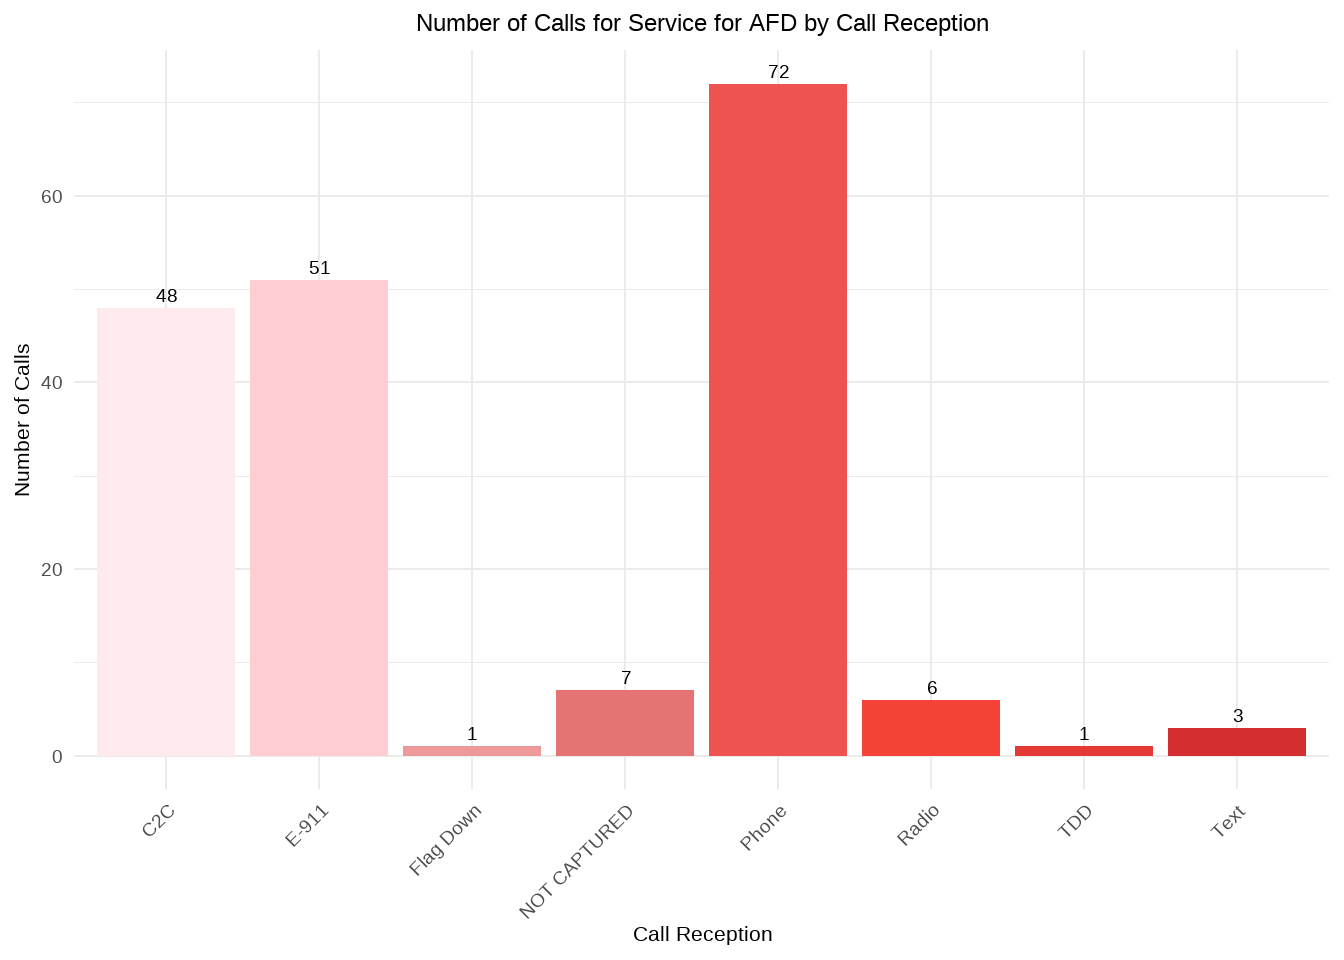 Number of Calls for Service for AFD by Call Reception
72
60
51
48
40
Number of Calls
20
7
6
3
1
1
0
C2C
E-911
Flag Down
NOT CAPTURED
Phone
Radio
TDD
Text
Call Reception